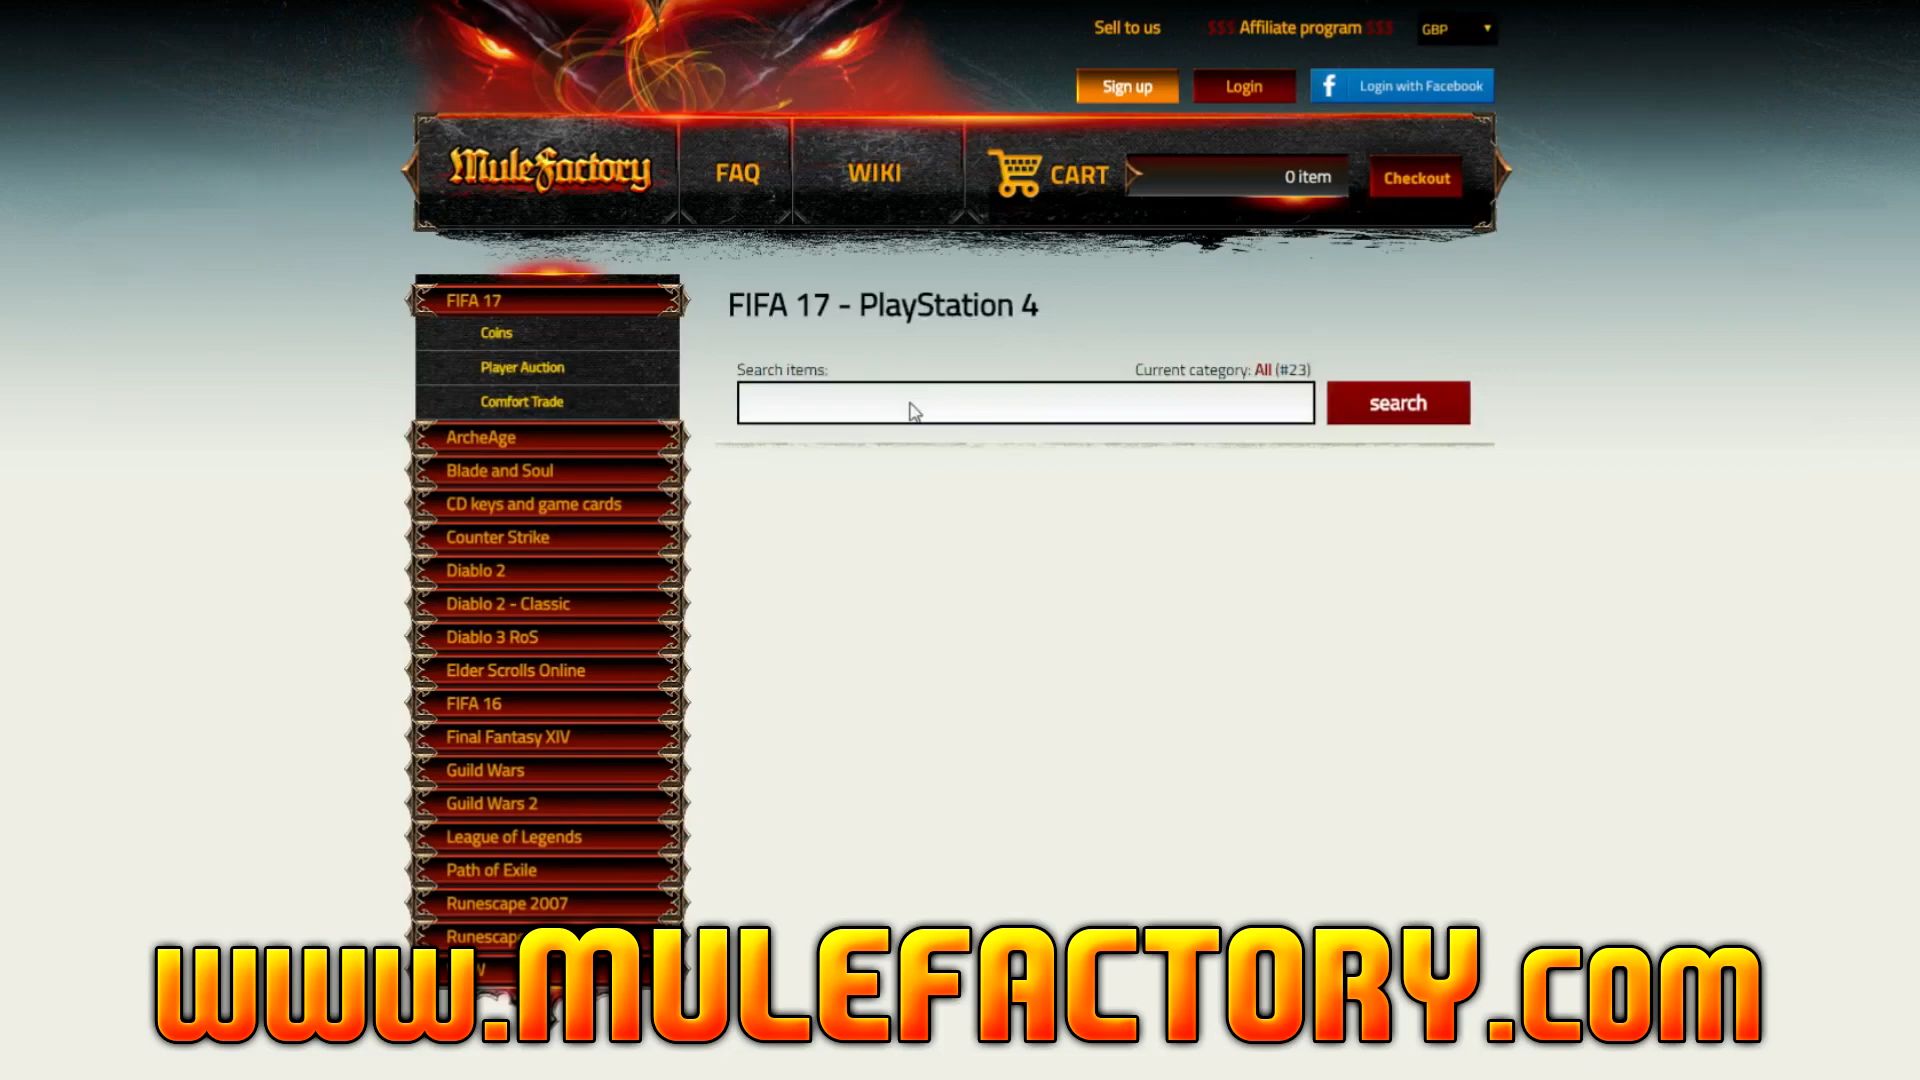 Sell to us
$$$ Affiliate program $$$
GBP
Sign up
Login
f Login with Facebook
MuleFactory
FAQ
WIKI
CART
0 item
Checkout
FIFA 17
Coins
Player Auction
Comfort Trade
ArcheAge
Blade and Soul
CD keys and game cards
Counter Strike
Diablo 2
Diablo 2 - Classic
Diablo 3 RoS
Elder Scrolls Online
FIFA 16
Final Fantasy XIV
Guild Wars
Guild Wars 2
League of Legends
Path of Exile
Runescape 2007
FIFA 17 - PlayStation 4
Search items:
Current category: All (#23)
search
www.MULEFACTORY.com